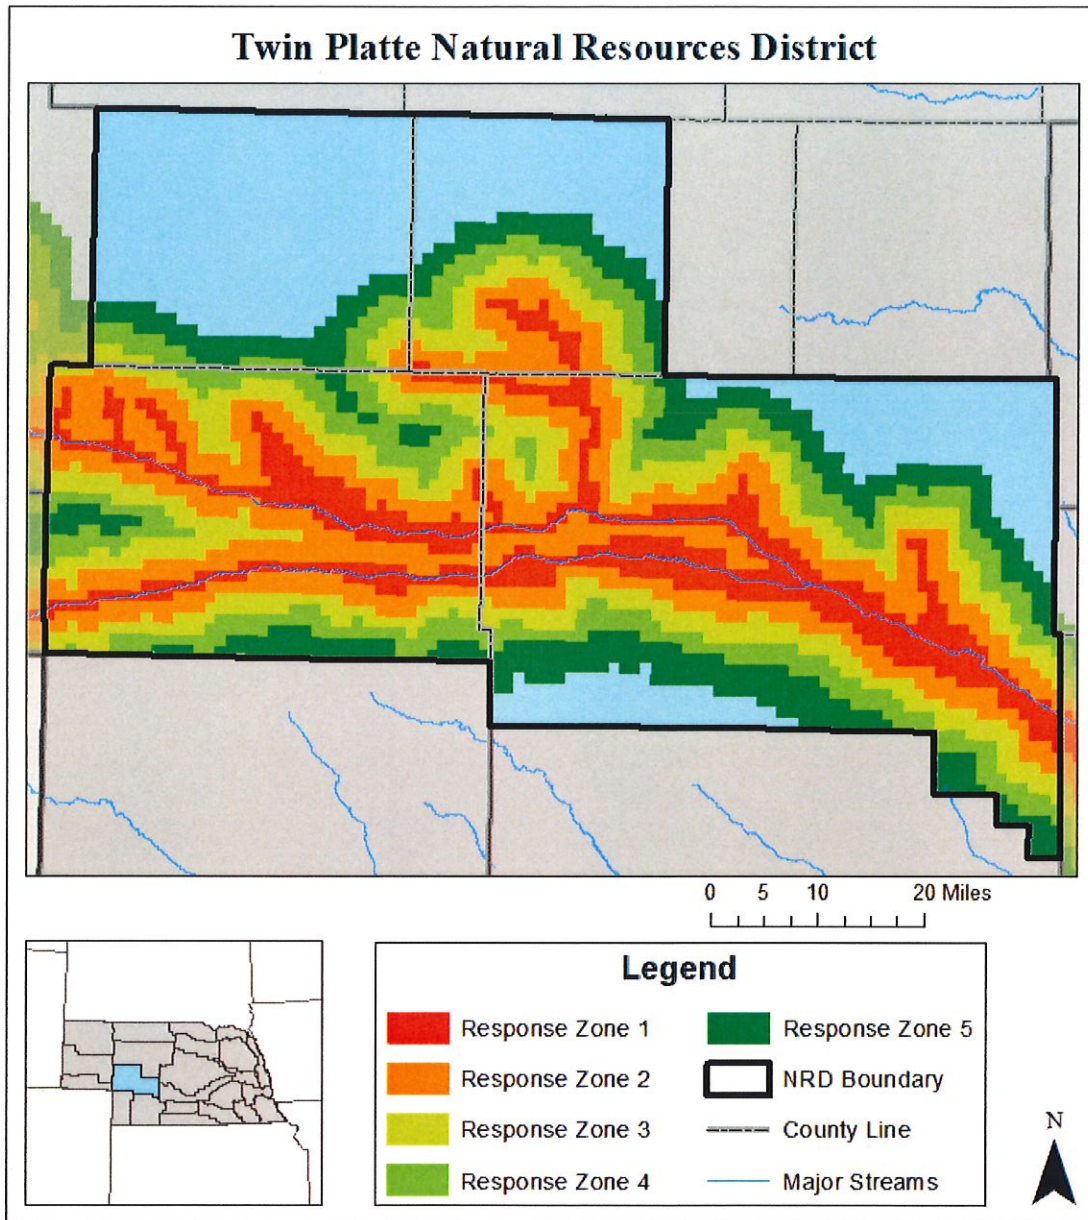 Twin Platte Natural Resources District
0 5 10 20 Miles
Legend
Response Zone 1
Response Zone 2
Response Zone 3
Response Zone 4
Response Zone 5
NRD Boundary
County Line
Major Streams
N